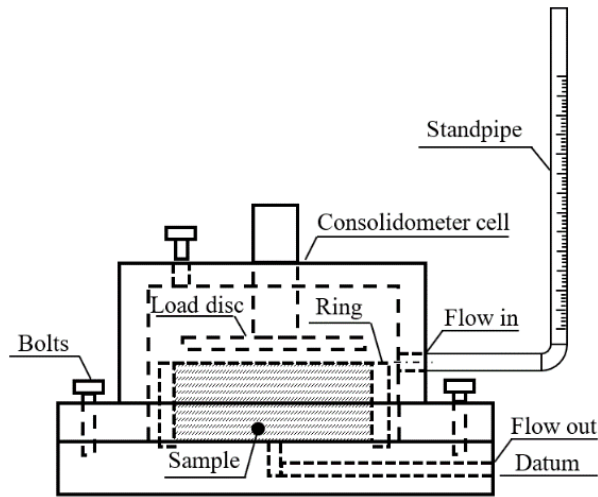 Standpipe
Consolidometer cell
Load disc
Ring
Flow in
Bolts
Flow out
Sample
Datum